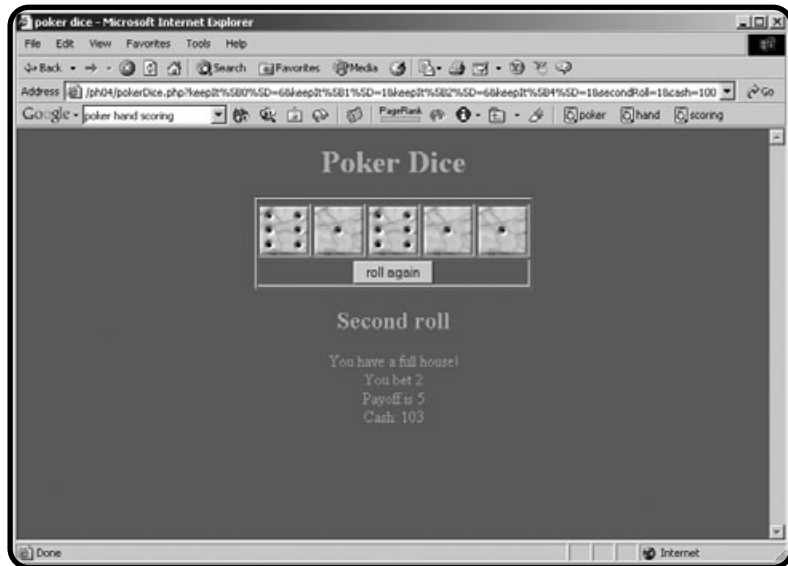 poker dice - Microsoft Internet Explorer
File Edit View Favorites Tools Help
Back Search Favorites Media
Address /ph04/pokerDice.php?keepIt%5B0%5D=6&keepIt%5B1%5D=1&keepIt%5B2%5D=6&keepIt%5B4%5D=1&secondRoll=1&cash=100 Go
Google poker hand scoring PageRank poker hand scoring
Poker Dice
roll again
Second roll
You have a full house!
You bet 2
Payoff is 5
Cash: 103
Done Internet